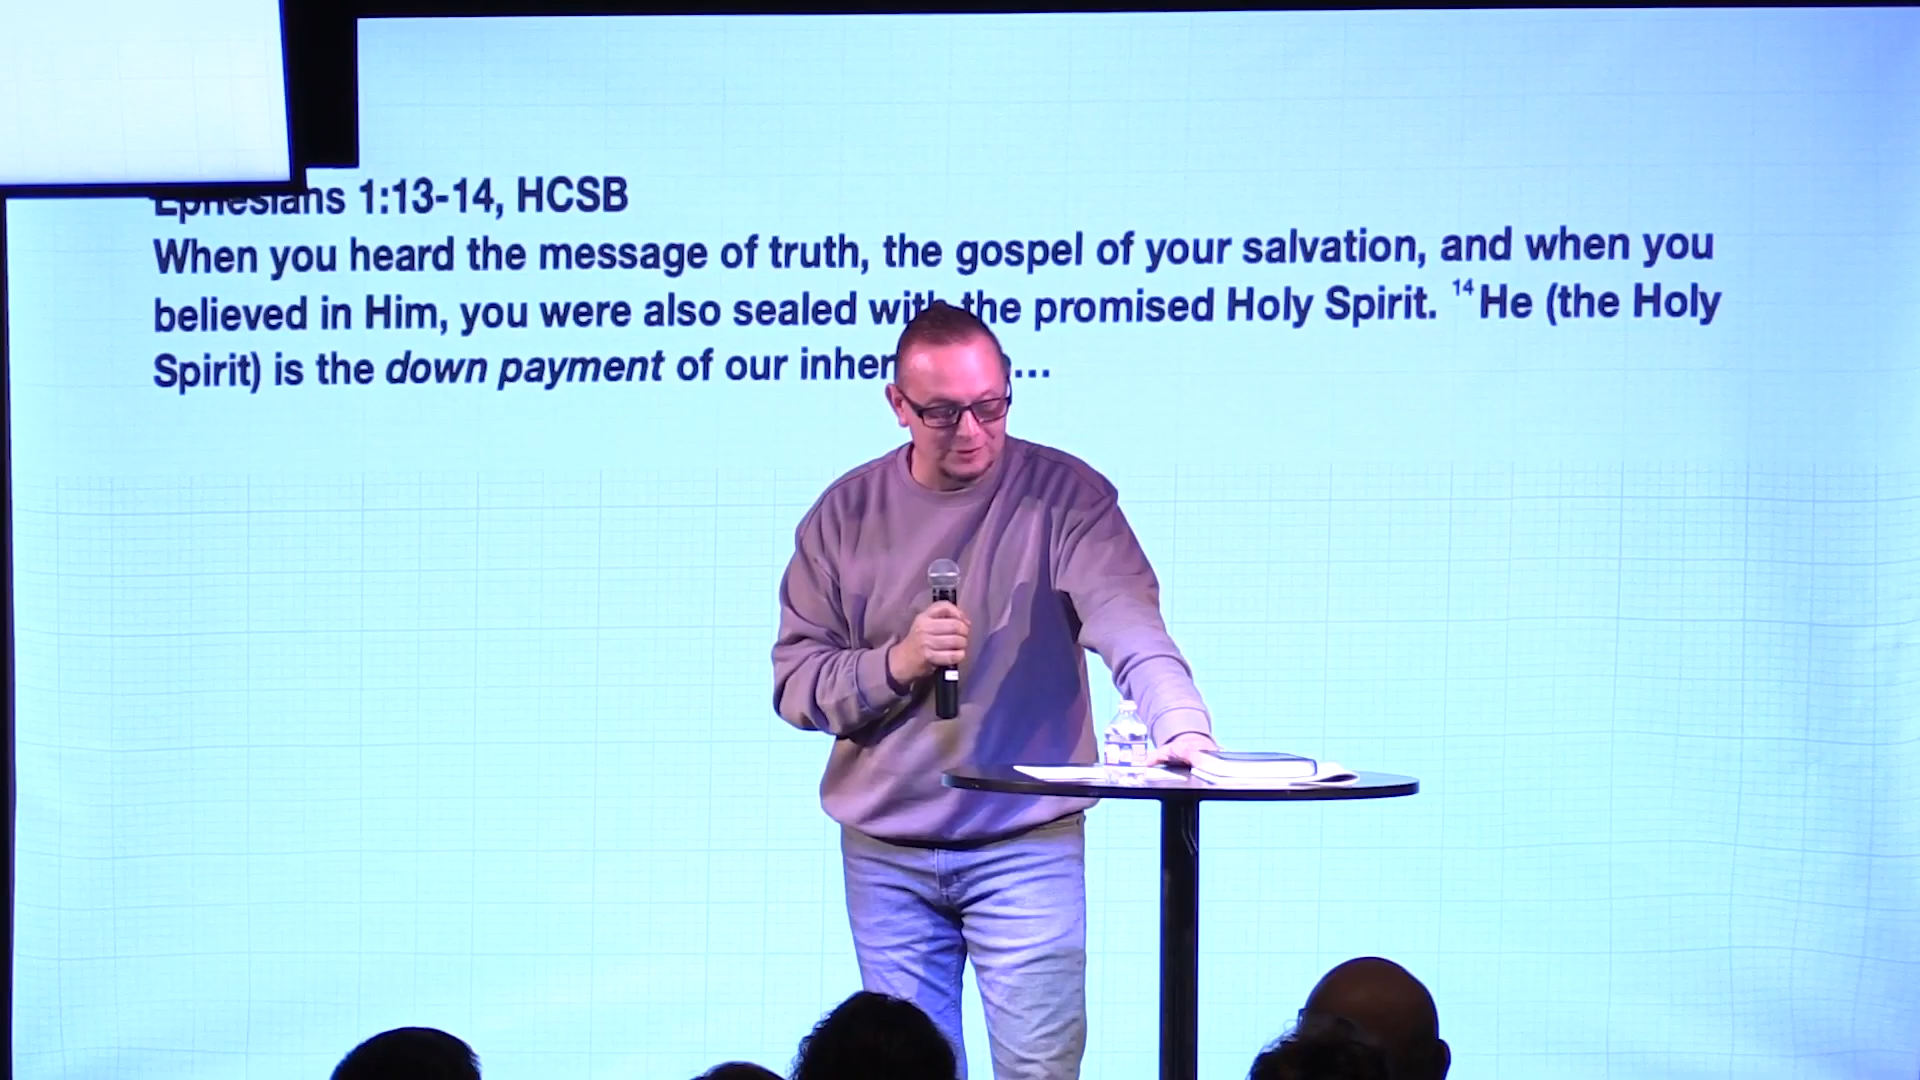 Ephesians 1:13-14, HCSB
When you heard the message of truth, the gospel of your salvation, and when you
believed in Him, you were also sealed with the promised Holy Spirit. 14 He (the Holy
Spirit) is the down payment of our inher...